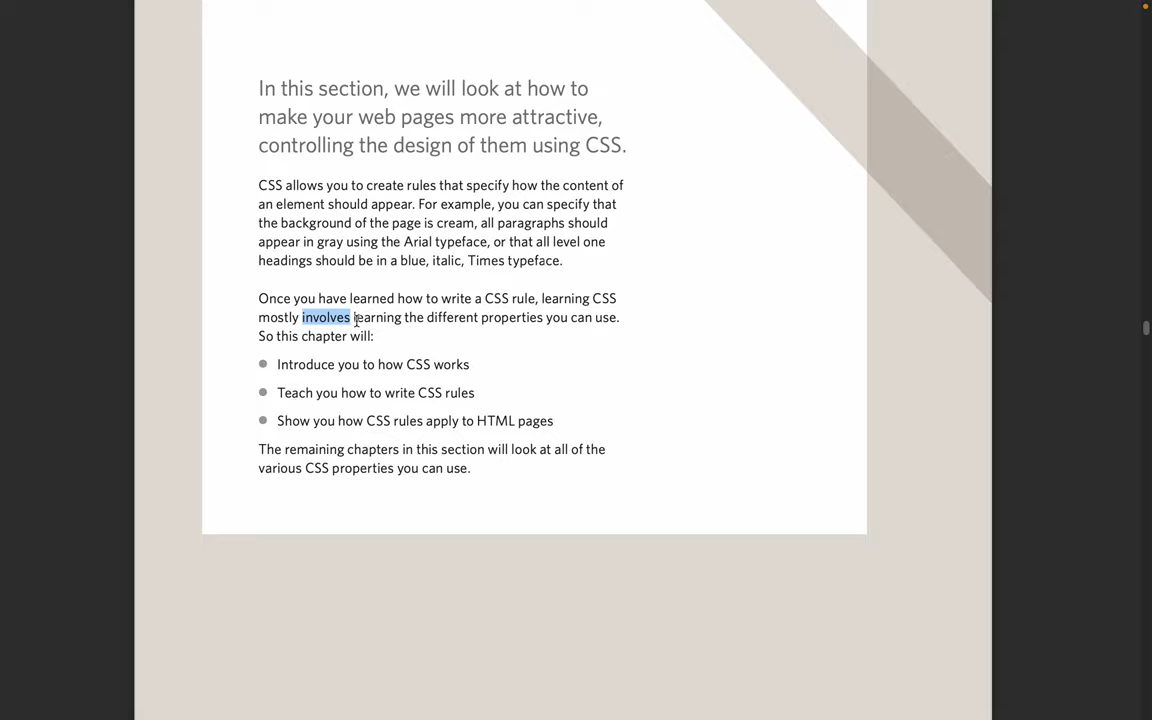 In this section, we will look at how to
make your web pages more attractive,
controlling the design of them using CSS.
CSS allows you to create rules that specify how the content of
an element should appear. For example, you can specify that
the background of the page is cream, all paragraphs should
appear in gray using the Arial typeface, or that all level one
headings should be in a blue, italic, Times typeface.
Once you have learned how to write a CSS rule, learning CSS
mostly involves learning the different properties you can use.
So this chapter will:
Introduce you to how CSS works
Teach you how to write CSS rules
Show you how CSS rules apply to HTML pages
The remaining chapters in this section will look at all of the
various CSS properties you can use.